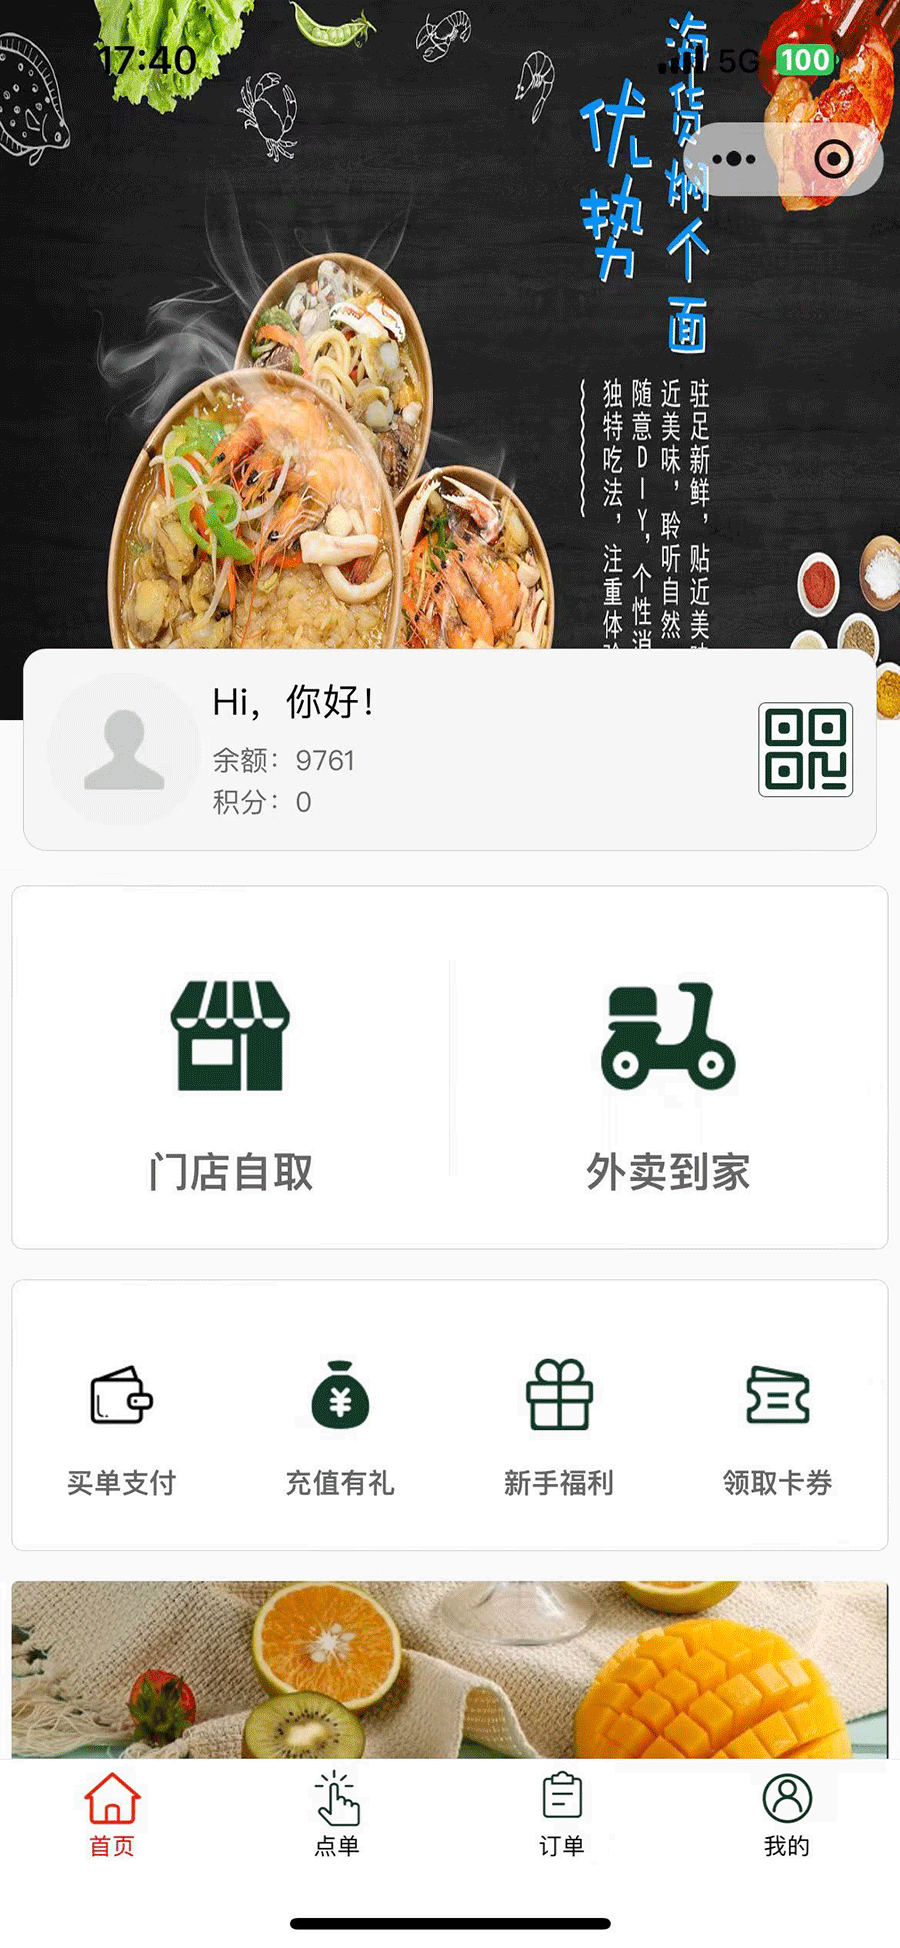 17:40
5G
100
海货焖个面
优势
驻足新鲜，贴近美
近美味，聆听自然
随意DIY，个性消
独特吃法，注重体
Hi，你好！
余额：9761
积分：0
门店自取
外卖到家
买单支付
充值有礼
新手福利
领取卡券
首页
点单
订单
我的